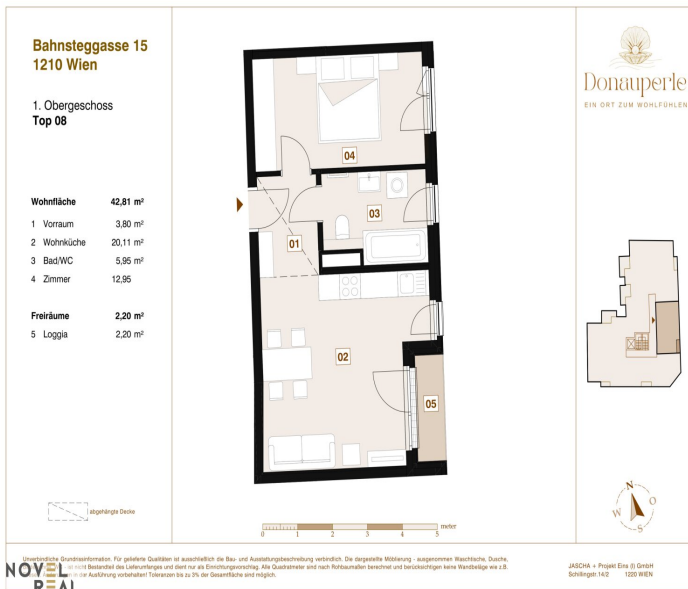 Bahnsteggasse 15
1210 Wien
1. Obergeschoss
Top 08
Wohnfläche 42,81 m²
1 Vorraum 3,80 m²
2 Wohnküche 20,11 m²
3 Bad/WC 5,95 m²
4 Zimmer 12,95
Freiräume 2,20 m²
5 Loggia 2,20 m²
abgehängte Decke
04
03
01
02
05
0 1 2 3 4 5 meter
Donauperle
EIN ORT ZUM WOHLFÜHLEN
N
W O
S
Unverbindliche Grundrissinformation. Für gelieferte Qualitäten ist ausschließlich die Bau- und Ausstattungsbeschreibung verbindlich. Die dargestellte Möblierung - ausgenommen Waschtische, Dusche,
ist nicht Bestandteil des Lieferumfanges und dient nur als Einrichtungsvorschlag. Alle Quadratmeter sind nach Rohbaumaßen berechnet und berücksichtigen keine Wandbeläge wie z.B.
in der Ausführung vorbehalten! Toleranzen bis zu 3% der Gesamtfläche sind möglich.
JASCHA + Projekt Eins (I) GmbH
Schillingstr.14/2 1220 WIEN
NOVEL
REAL